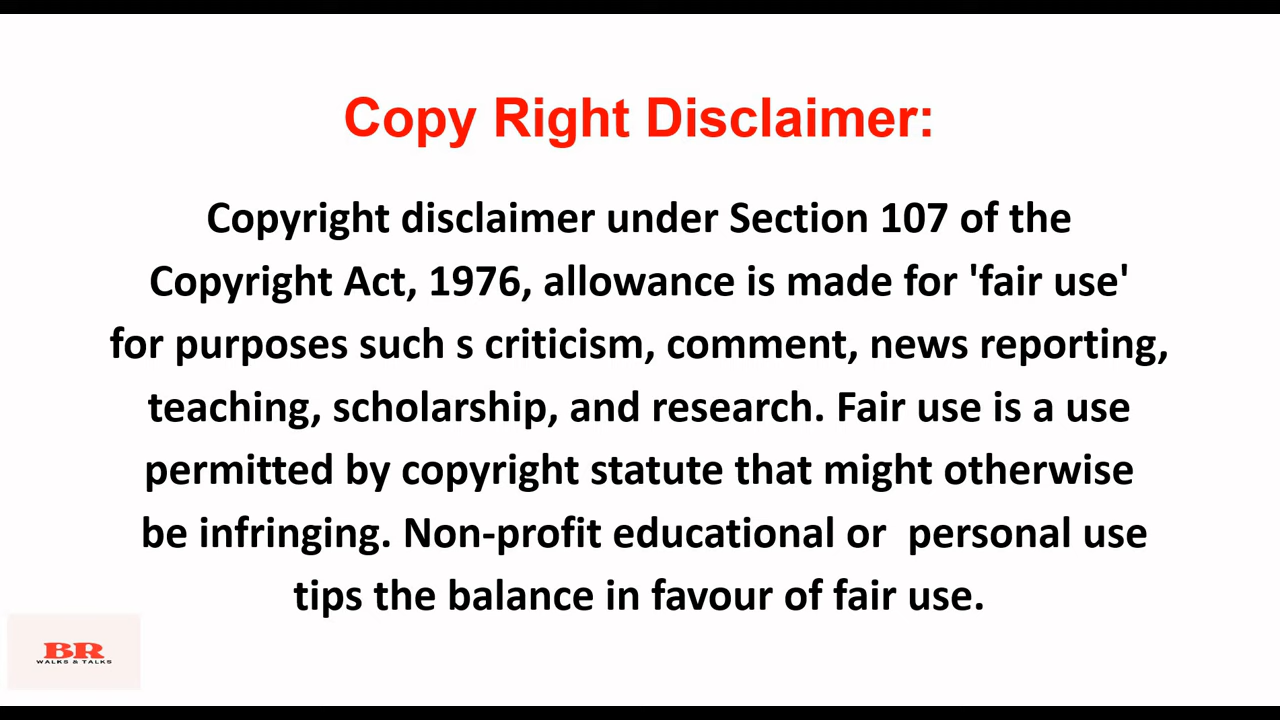 Copy Right Disclaimer:
Copyright disclaimer under Section 107 of the
Copyright Act, 1976, allowance is made for 'fair use'
for purposes such s criticism, comment, news reporting,
teaching, scholarship, and research. Fair use is a use
permitted by copyright statute that might otherwise
be infringing. Non-profit educational or  personal use
tips the balance in favour of fair use.
BR
WALKS & TALKS